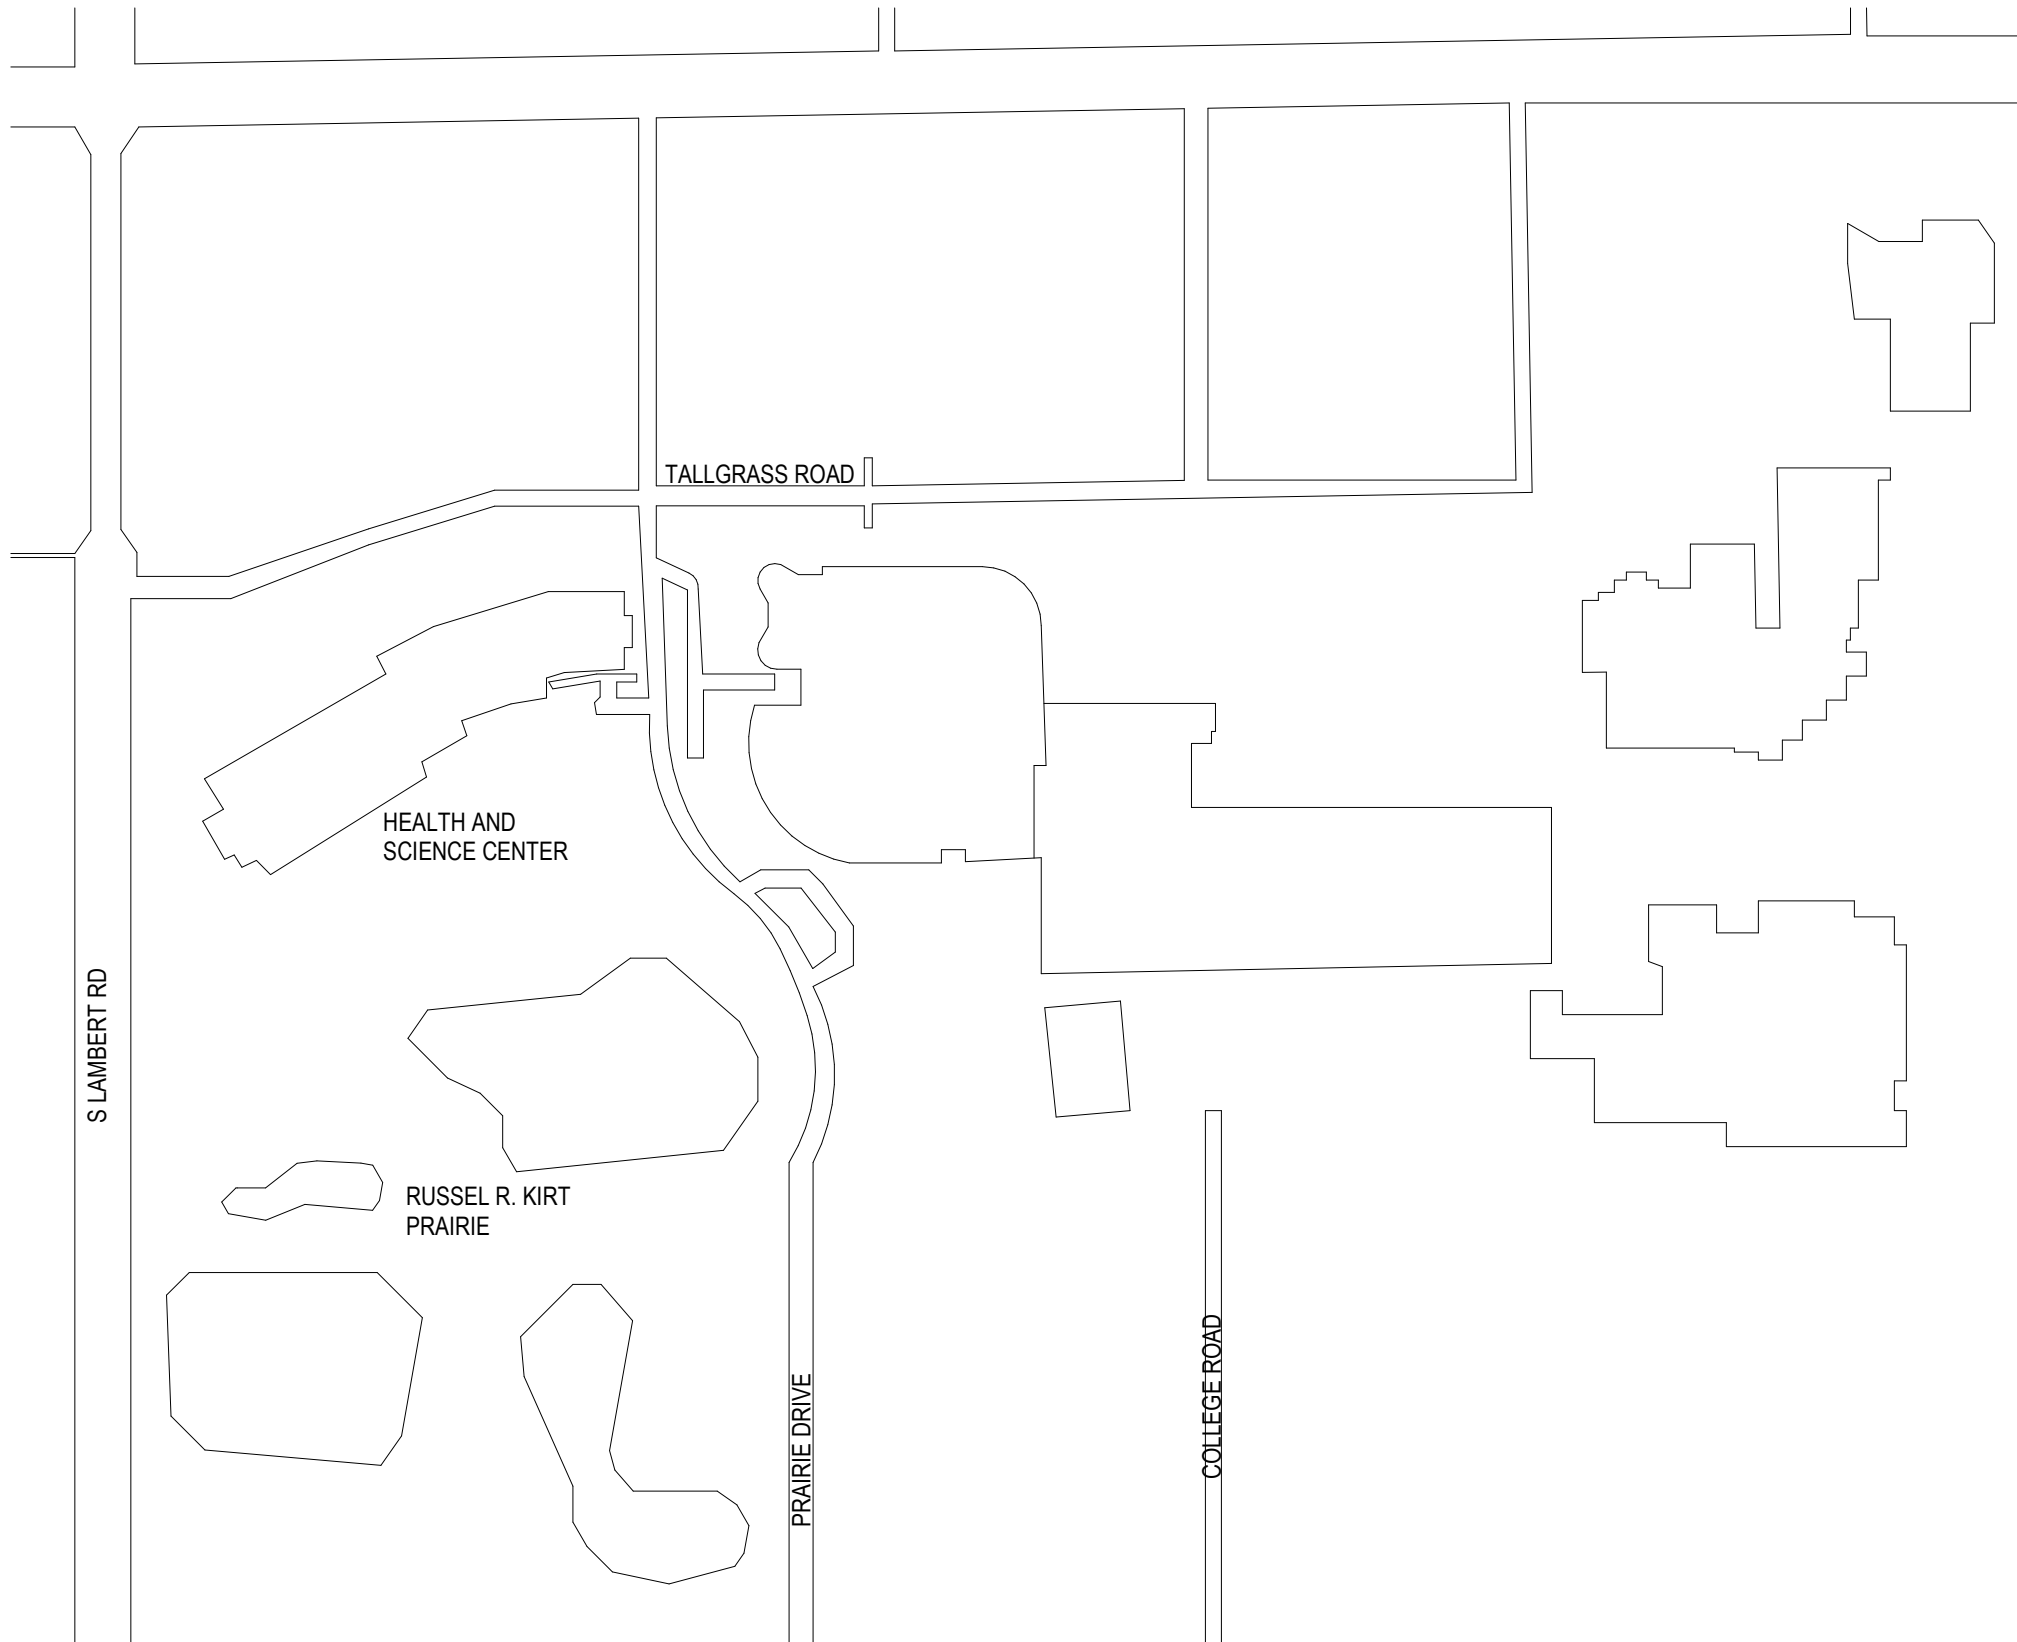 TALLGRASS ROAD
HEALTH AND
SCIENCE CENTER
S LAMBERT RD
RUSSEL R. KIRT
PRAIRIE
PRAIRIE DRIVE
COLLEGE ROAD